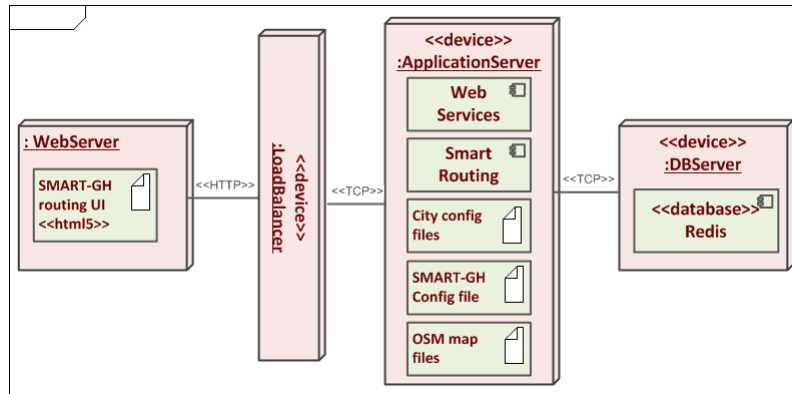 : WebServer
SMART-GH
routing UI
<<html5>>
<<HTTP>>
<<device>>
:LoadBalancer
<<TCP>>
<<device>>
:ApplicationServer
Web
Services
Smart
Routing
City config
files
SMART-GH
Config file
OSM map
files
<<TCP>>
<<device>>
:DBServer
<<database>>
Redis